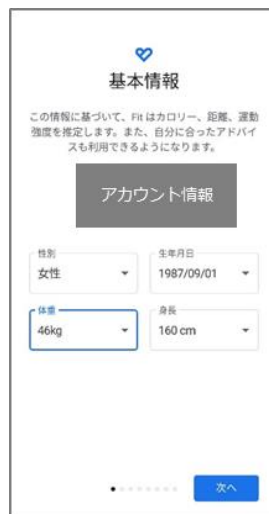 基本情報
この情報に基づいて、Fit はカロリー、距離、運動
強度を推定します。また、自分に合ったアドバイ
スも利用できるようになります。
アカウント情報
性別
女性
生年月日
1987/09/01
体重
46kg
身長
160 cm
次へ